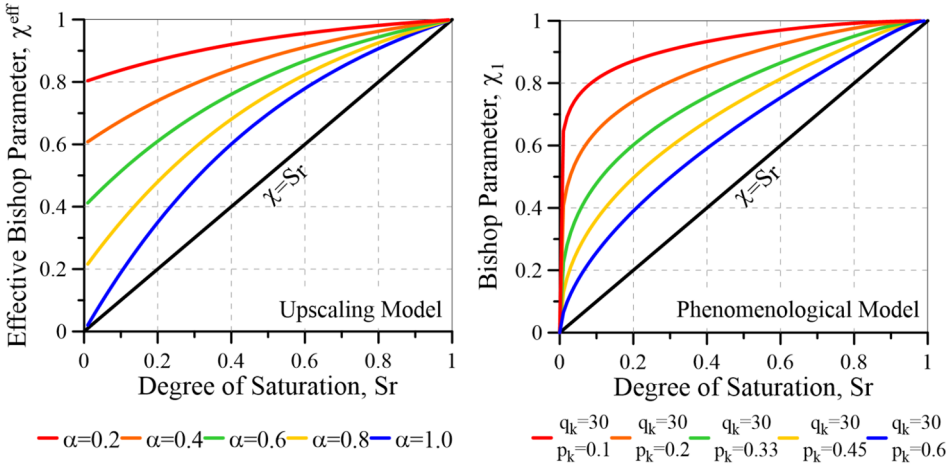 Effective Bishop Parameter, χᵉᶠᶠ
1
0.8
0.6
0.4
0.2
0
χ=Sr
Upscaling Model
0 0.2 0.4 0.6 0.8 1
Degree of Saturation, Sr
α=0.2 α=0.4 α=0.6 α=0.8 α=1.0
Bishop Parameter, χ₁
1
0.8
0.6
0.4
0.2
0
χ=Sr
Phenomenological Model
0 0.2 0.4 0.6 0.8 1
Degree of Saturation, Sr
qₖ=30 qₖ=30 qₖ=30 qₖ=30 qₖ=30
pₖ=0.1 pₖ=0.2 pₖ=0.33 pₖ=0.45 pₖ=0.6